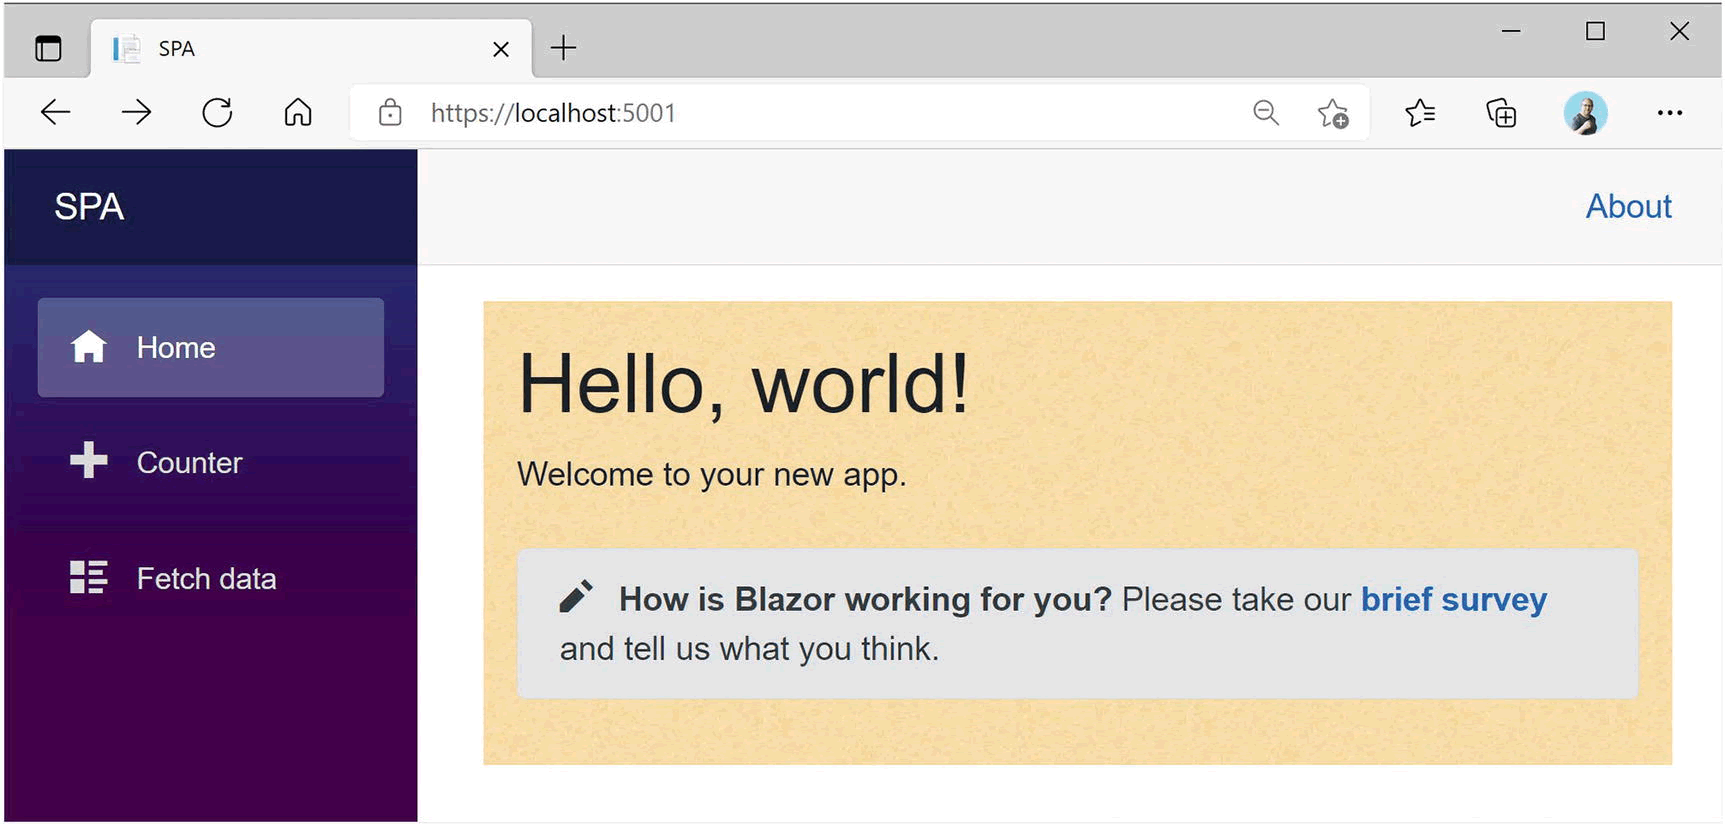 SPA
https://localhost:5001
SPA
About
Home
Counter
Fetch data
Hello, world!
Welcome to your new app.
How is Blazor working for you? Please take our brief survey
and tell us what you think.